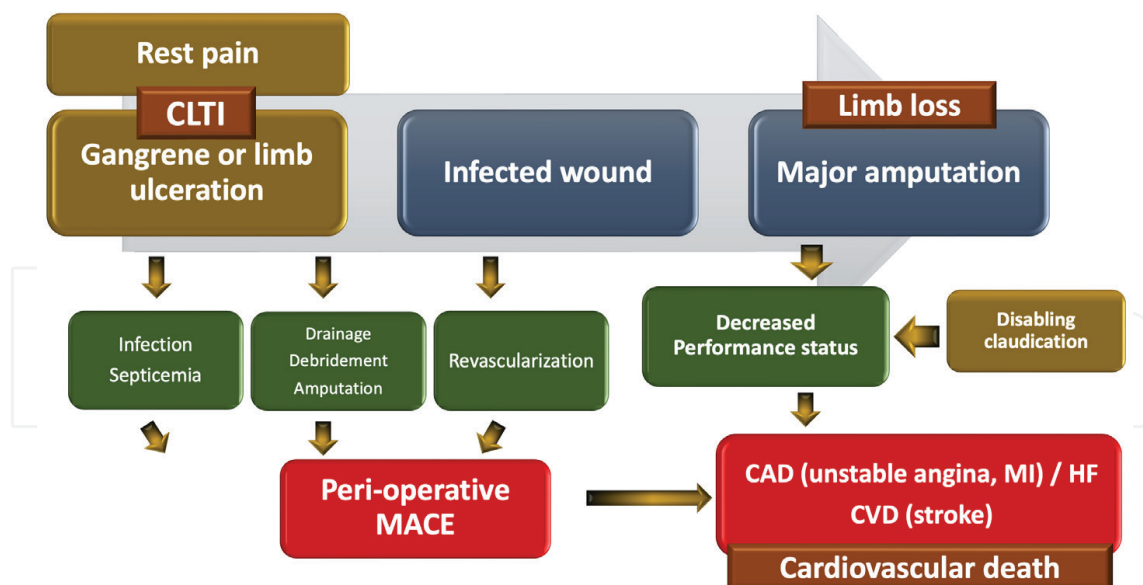 Rest pain
CLTI
Gangrene or limb
ulceration
Infected wound
Limb loss
Major amputation
Infection
Septicemia
Drainage
Debridement
Amputation
Revascularization
Decreased
Performance status
Disabling
claudication
Peri-operative
MACE
CAD (unstable angina, MI) / HF
CVD (stroke)
Cardiovascular death